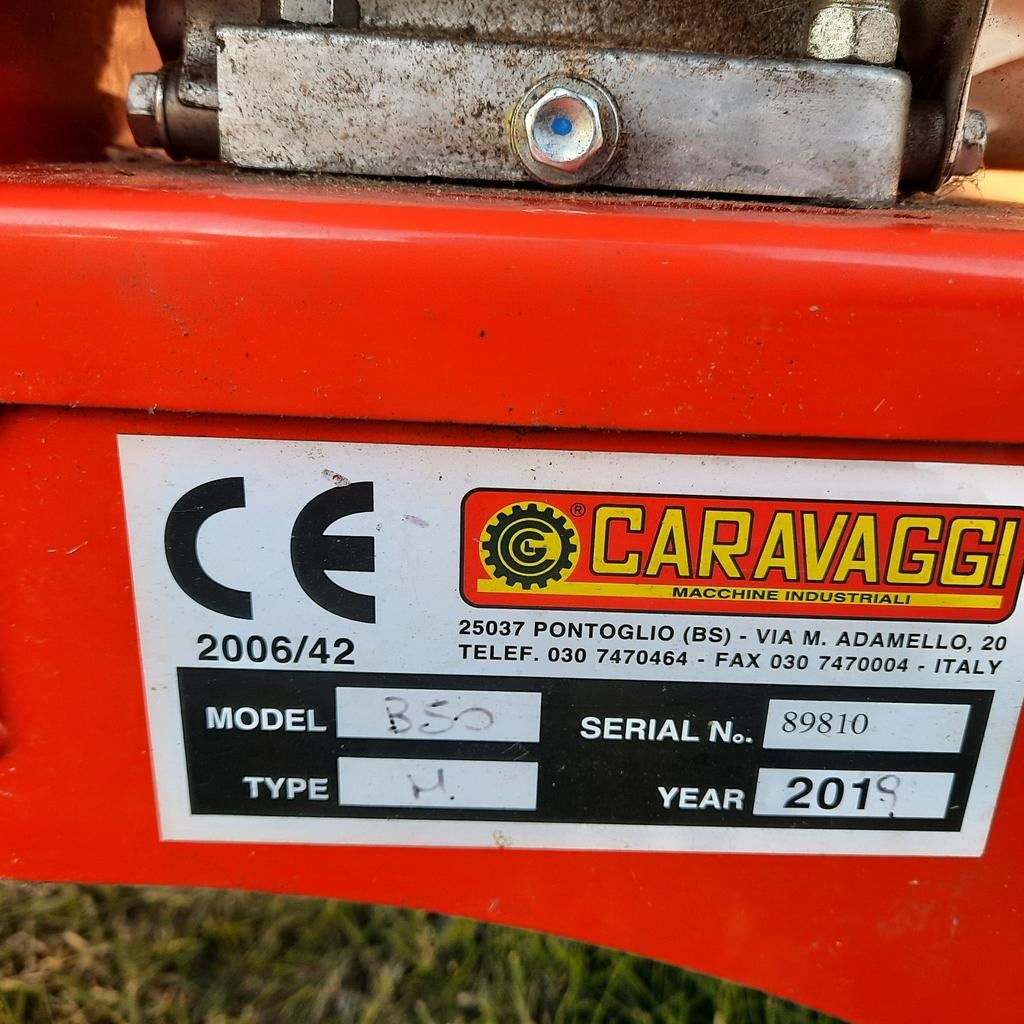 CE
2006/42
® CARAVAGGI
MACCHINE INDUSTRIALI
25037 PONTOGLIO (BS) - VIA M. ADAMELLO, 20
TELEF. 030 7470464 - FAX 030 7470004 - ITALY
MODEL B50
SERIAL No. 89810
TYPE M.
YEAR 2019